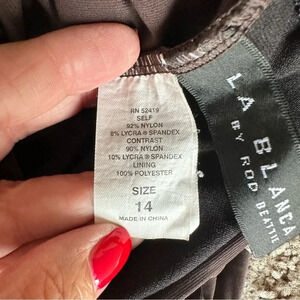 RN 52419
SELF
92% NYLON
8% LYCRA ® SPANDEX
CONTRAST
90% NYLON
10% LYCRA ® SPANDEX
LINING
100% POLYESTER
SIZE
14
MADE IN CHINA
LA BLANCA
BY ROD BEATTIE